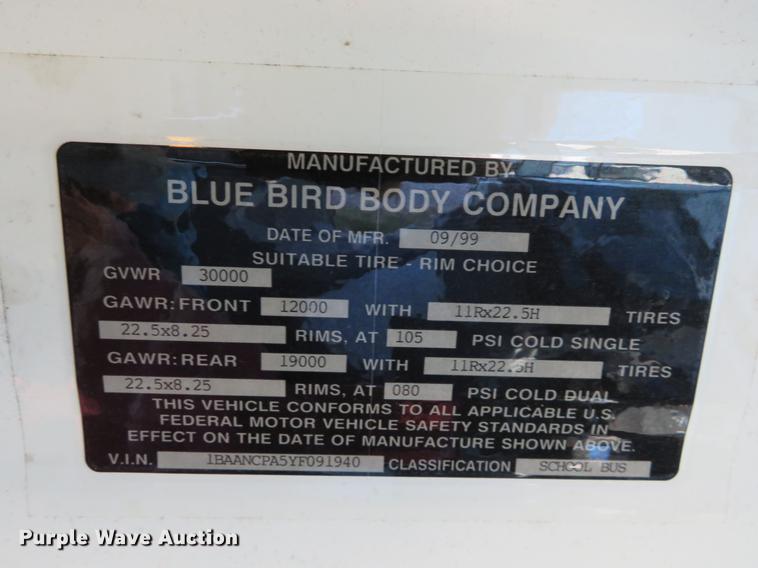 MANUFACTURED BY
BLUE BIRD BODY COMPANY
DATE OF MFR. 09/99
SUITABLE TIRE - RIM CHOICE
GVWR 30000
GAWR: FRONT 12000 WITH 11Rx22.5H TIRES
22.5x8.25 RIMS, AT 105 PSI COLD SINGLE
GAWR: REAR 19000 WITH 11Rx22.5H TIRES
22.5x8.25 RIMS, AT 080 PSI COLD DUAL
THIS VEHICLE CONFORMS TO ALL APPLICABLE U.S.
FEDERAL MOTOR VEHICLE SAFETY STANDARDS IN
EFFECT ON THE DATE OF MANUFACTURE SHOWN ABOVE.
V.I.N. 1BAANCPA5YF091940 CLASSIFICATION SCHOOL BUS
Purple Wave Auction